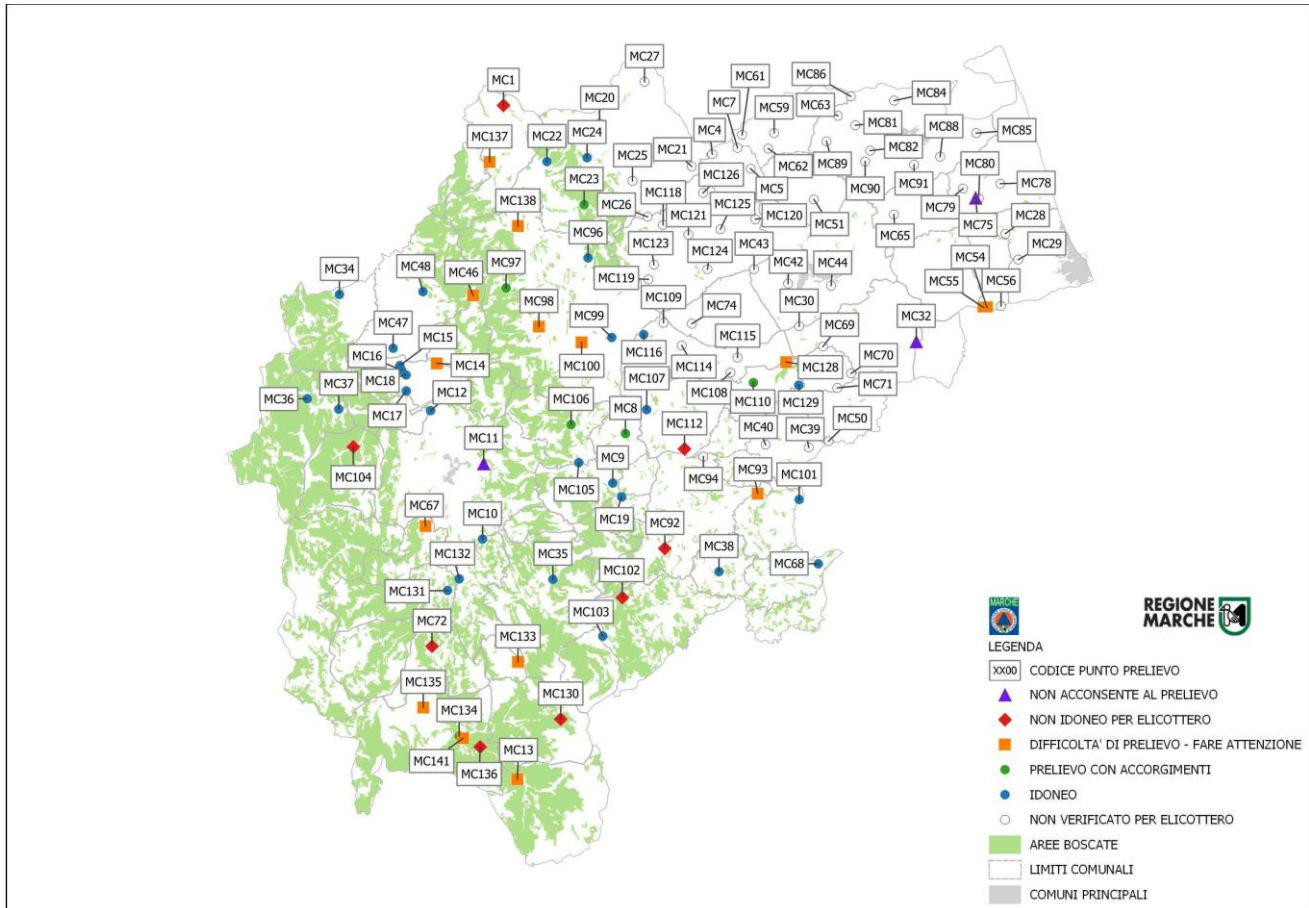 MC27
MC1
MC61
MC86
MC20
MC7
MC59
MC63
MC84
MC137
MC22
MC24
MC4
MC81
MC88
MC85
MC25
MC21
MC82
MC23
MC126
MC62
MC89
MC80
MC118
MC5
MC90
MC91
MC78
MC138
MC26
MC121
MC125
MC120
MC51
MC79
MC96
MC123
MC124
MC43
MC65
MC75
MC28
MC34
MC48
MC46
MC97
MC119
MC42
MC44
MC54
MC29
MC98
MC99
MC109
MC74
MC30
MC55
MC56
MC47
MC15
MC115
MC69
MC32
MC16
MC14
MC100
MC116
MC114
MC128
MC70
MC18
MC107
MC108
MC71
MC36
MC37
MC17
MC12
MC106
MC8
MC112
MC110
MC129
MC40
MC39
MC50
MC11
MC9
MC104
MC105
MC94
MC93
MC101
MC67
MC10
MC19
MC92
MC132
MC35
MC102
MC38
MC68
MC131
MC103
MC72
MC133
MC135
MC134
MC130
MC141
MC136
MC13
MARCHE
REGIONE
MARCHE
LEGENDA
XX00 CODICE PUNTO PRELIEVO
NON ACCONSENTE AL PRELIEVO
NON IDONEO PER ELICOTTERO
DIFFICOLTA' DI PRELIEVO - FARE ATTENZIONE
PRELIEVO CON ACCORGIMENTI
IDONEO
NON VERIFICATO PER ELICOTTERO
AREE BOSCATE
LIMITI COMUNALI
COMUNI PRINCIPALI